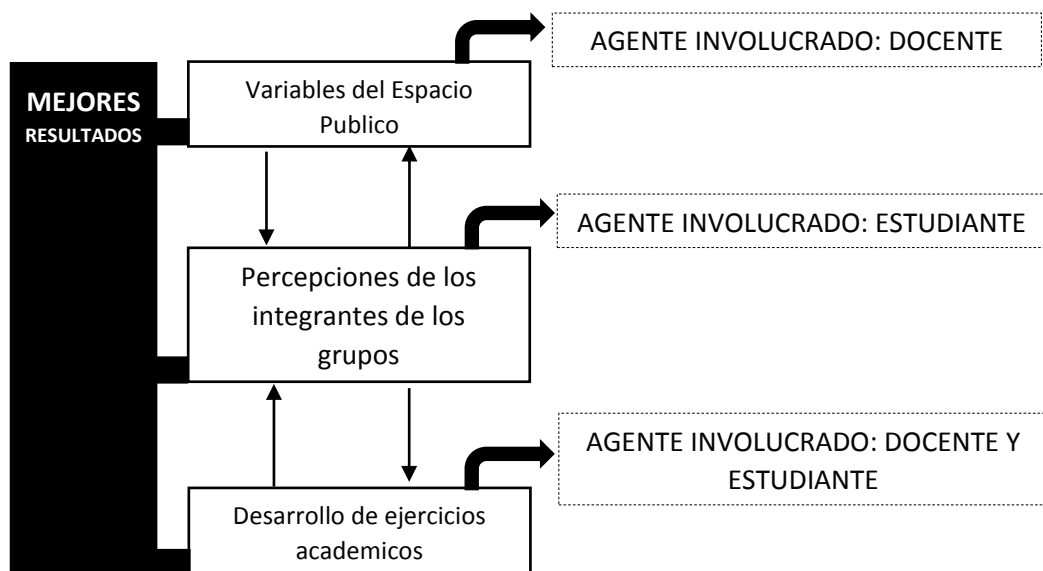 AGENTE INVOLUCRADO: DOCENTE
MEJORES
RESULTADOS
Variables del Espacio
Publico
AGENTE INVOLUCRADO: ESTUDIANTE
Percepciones de los
integrantes de los
grupos
AGENTE INVOLUCRADO: DOCENTE Y
ESTUDIANTE
Desarrollo de ejercicios
academicos